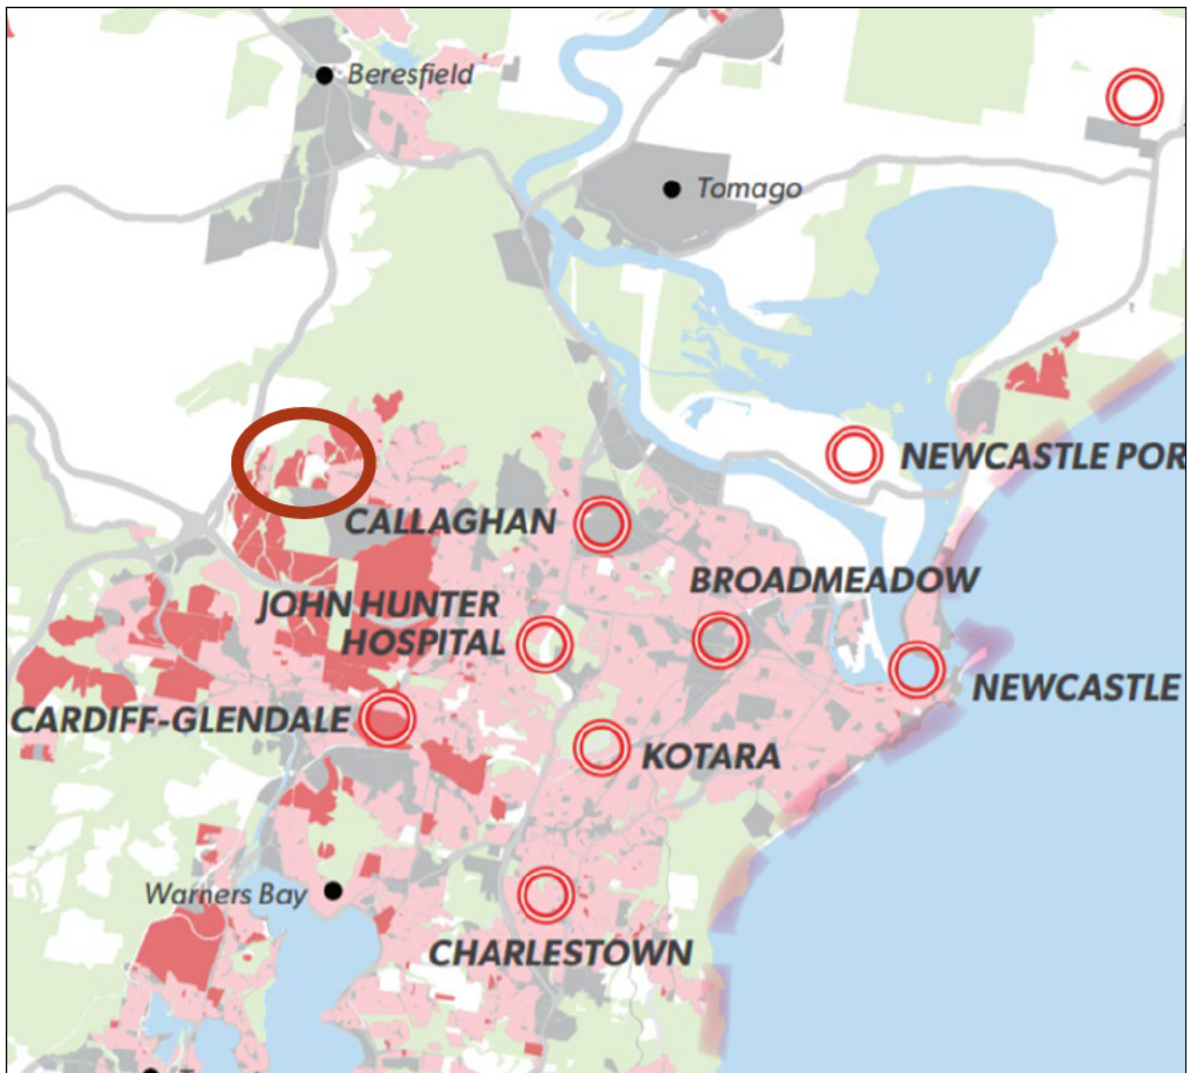 Beresfield
Tomago
NEWCASTLE POR
CALLAGHAN
BROADMEADOW
JOHN HUNTER
HOSPITAL
NEWCASTLE
CARDIFF-GLENDALE
KOTARA
Warners Bay
CHARLESTOWN